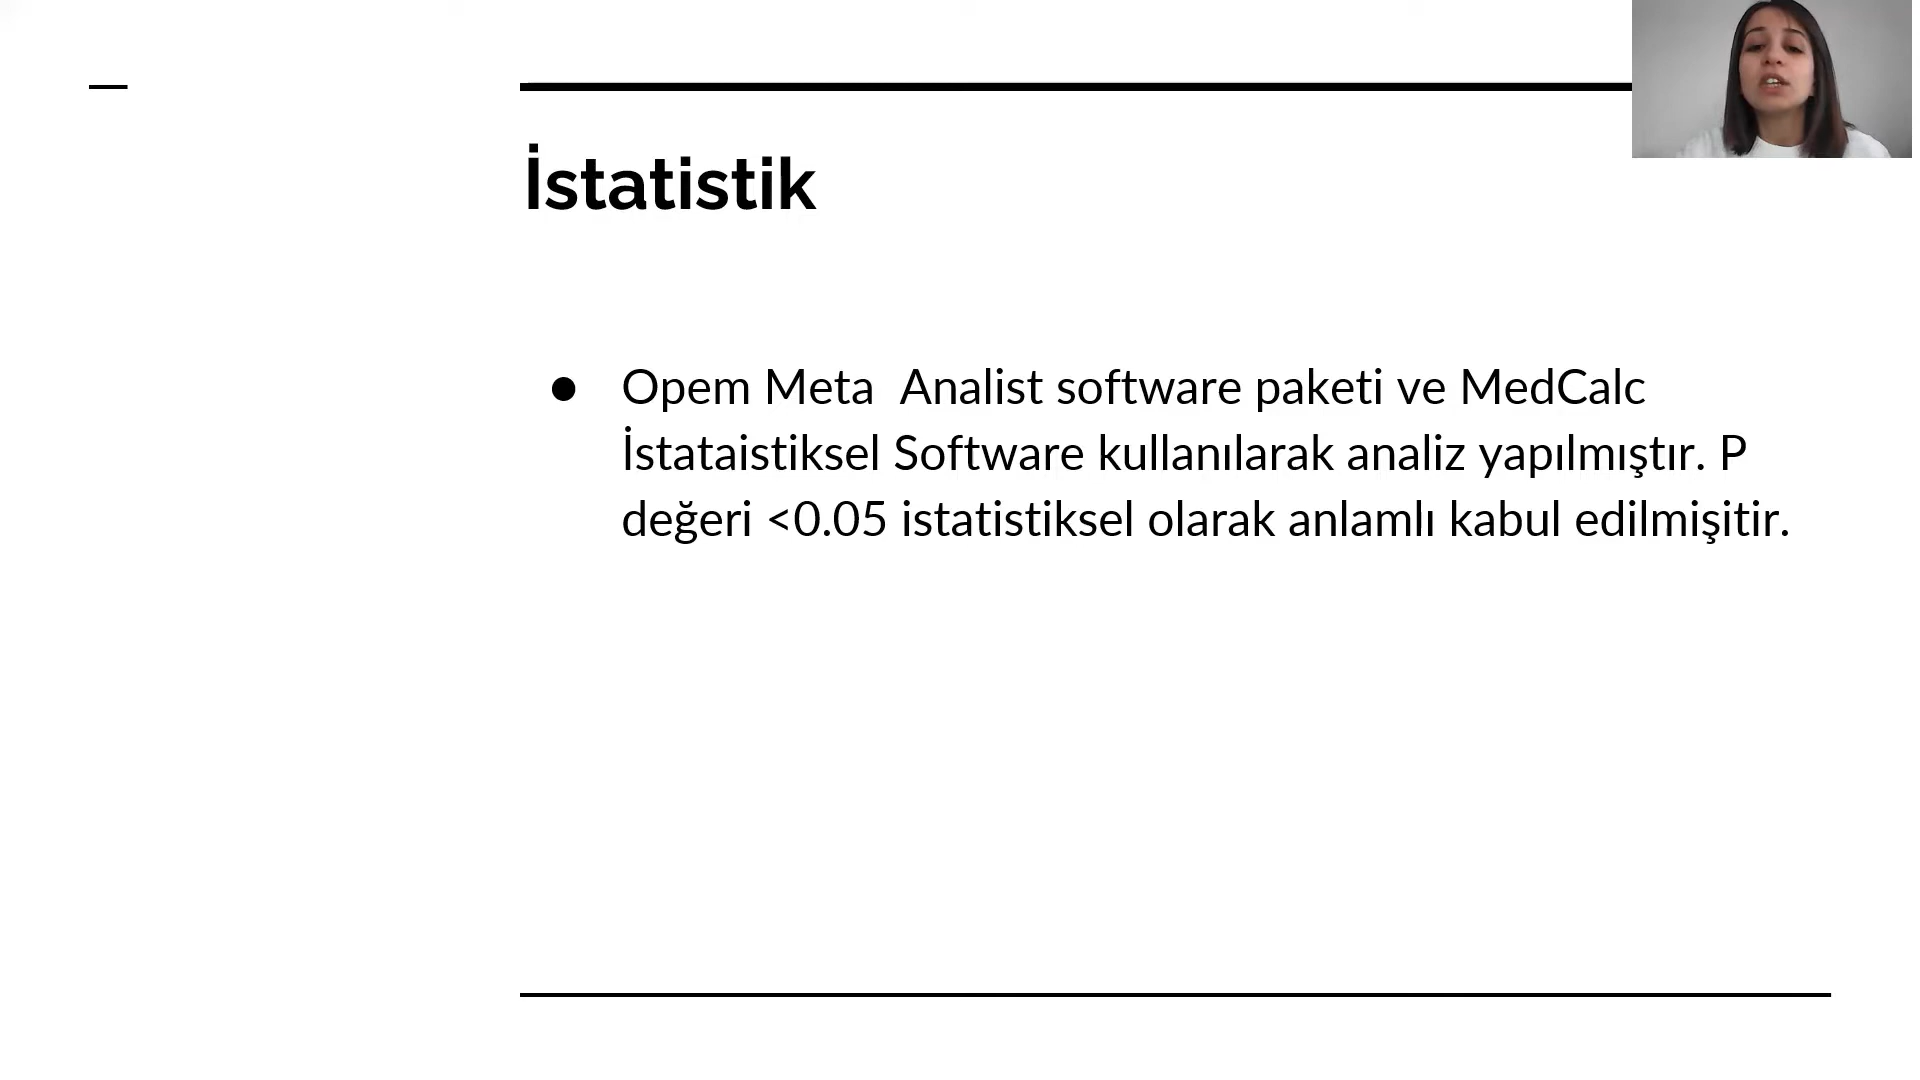 İstatistik
● Opem Meta  Analist software paketi ve MedCalc
İstataistiksel Software kullanılarak analiz yapılmıştır. P
değeri <0.05 istatistiksel olarak anlamlı kabul edilmişitir.